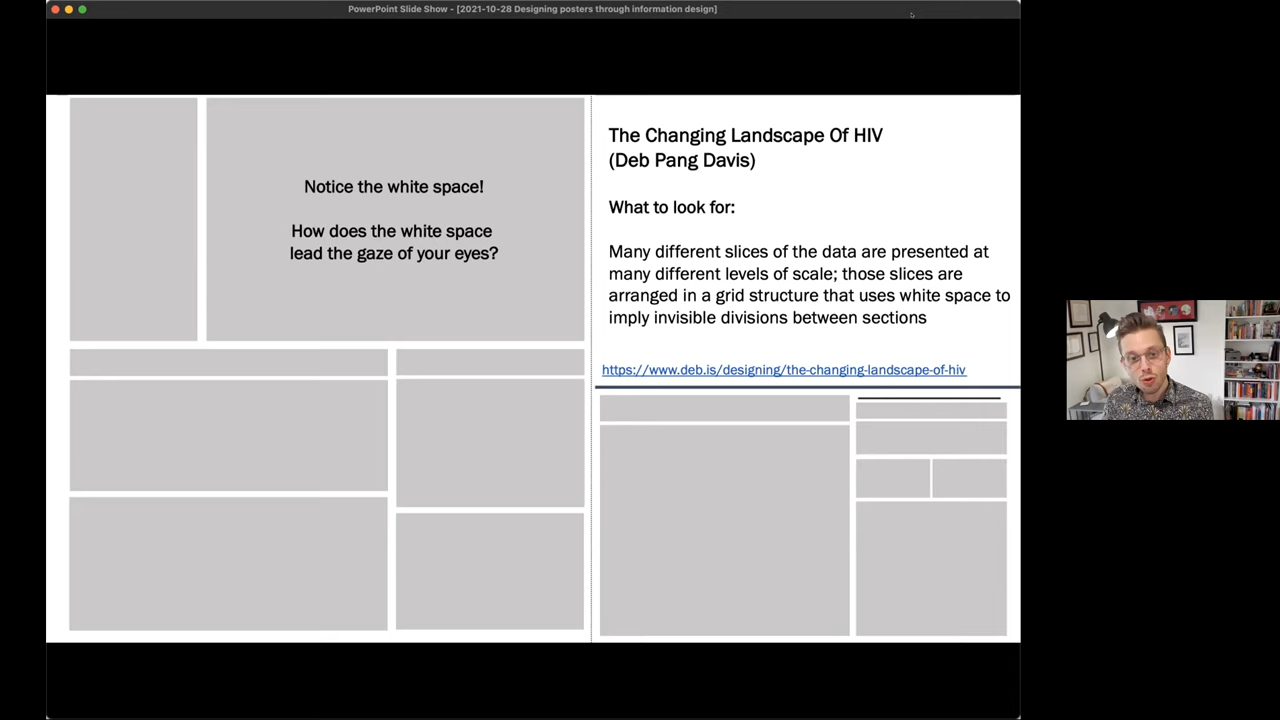 PowerPoint Slide Show - [2021-10-28 Designing posters through information design]
Notice the white space!
How does the white space
lead the gaze of your eyes?
The Changing Landscape Of HIV
(Deb Pang Davis)
What to look for:
Many different slices of the data are presented at
many different levels of scale; those slices are
arranged in a grid structure that uses white space to
imply invisible divisions between sections
https://www.deb.is/designing/the-changing-landscape-of-hiv